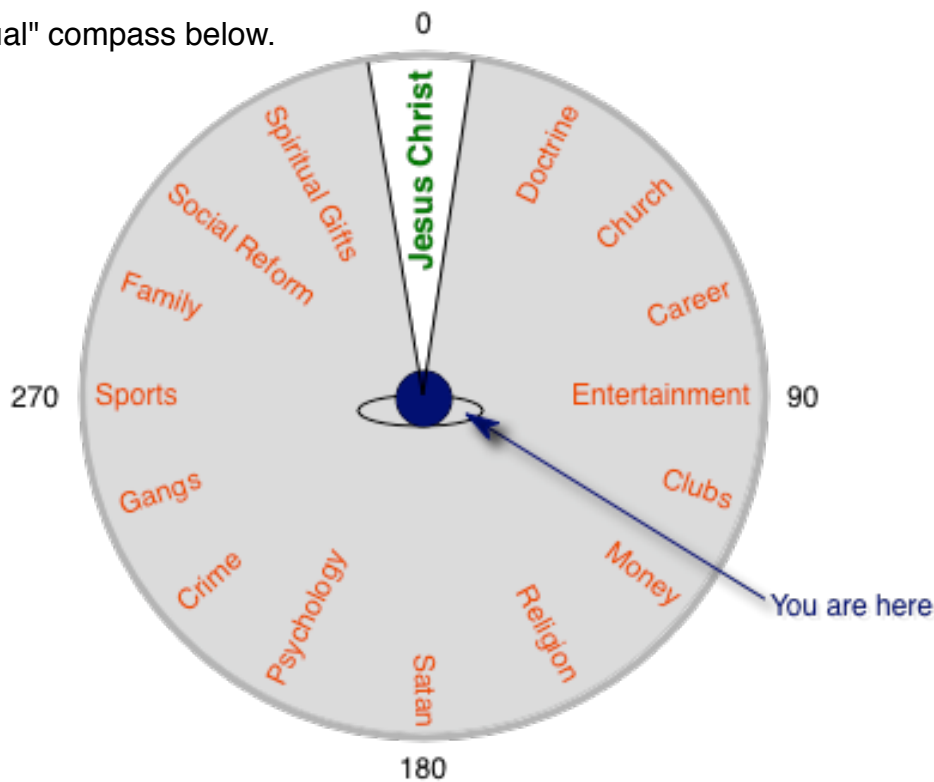 ual" compass below.
0
Jesus Christ
Doctrine
Church
Career
Entertainment
90
Clubs
Money
You are here
Religion
Satan
180
Psychology
Crime
Gangs
Sports
270
Family
Social Reform
Spiritual Gifts